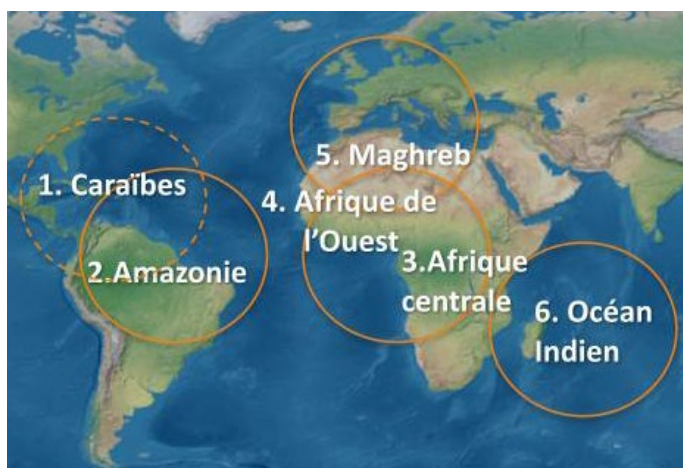 1. Caraïbes
2.Amazonie
5. Maghreb
4. Afrique de
l’Ouest
3.Afrique
centrale
6. Océan
Indien